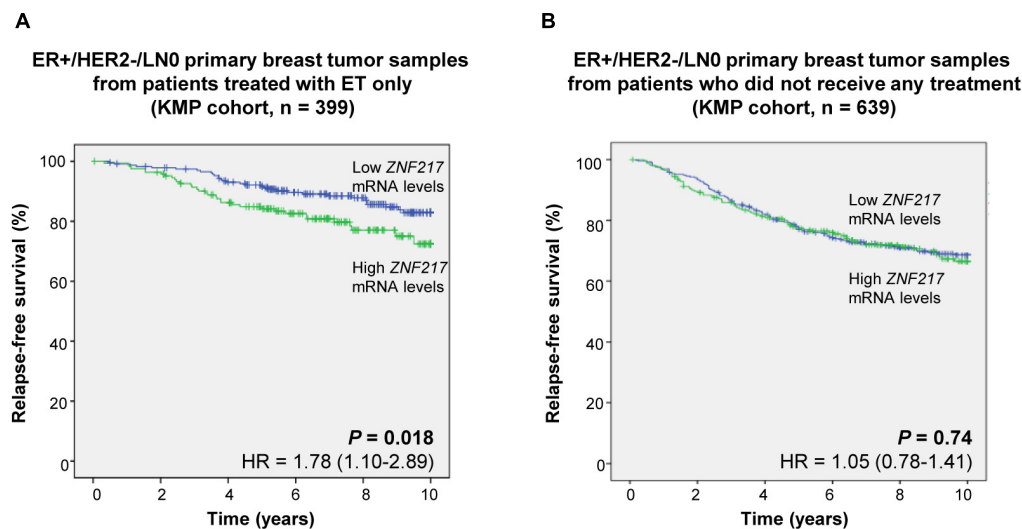 A
ER+/HER2-/LN0 primary breast tumor samples
from patients treated with ET only
(KMP cohort, n = 399)
Relapse-free survival (%)
100
80
60
40
20
0
Low ZNF217
mRNA levels
High ZNF217
mRNA levels
P = 0.018
HR = 1.78 (1.10-2.89)
0 2 4 6 8 10
Time (years)
B
ER+/HER2-/LN0 primary breast tumor samples
from patients who did not receive any treatment
(KMP cohort, n = 639)
Relapse-free survival (%)
100
80
60
40
20
0
Low ZNF217
mRNA levels
High ZNF217
mRNA levels
P = 0.74
HR = 1.05 (0.78-1.41)
0 2 4 6 8 10
Time (years)